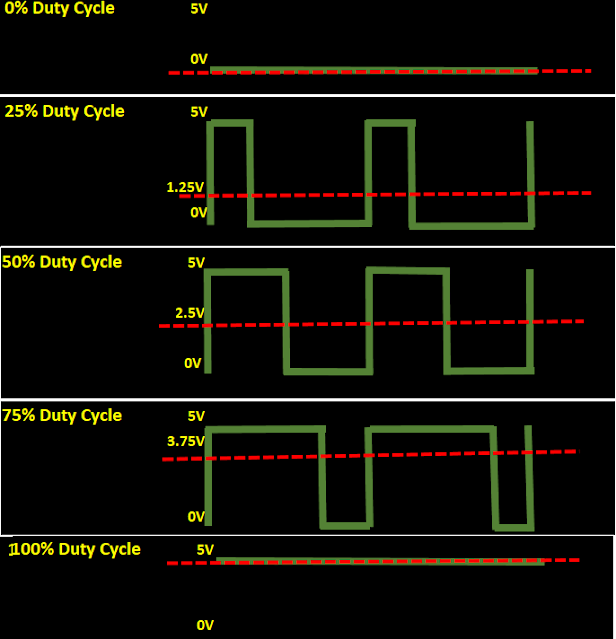 0% Duty Cycle
5V
0V
25% Duty Cycle
5V
1.25V
0V
50% Duty Cycle
5V
2.5V
0V
75% Duty Cycle
5V
3.75V
0V
100% Duty Cycle
5V
0V